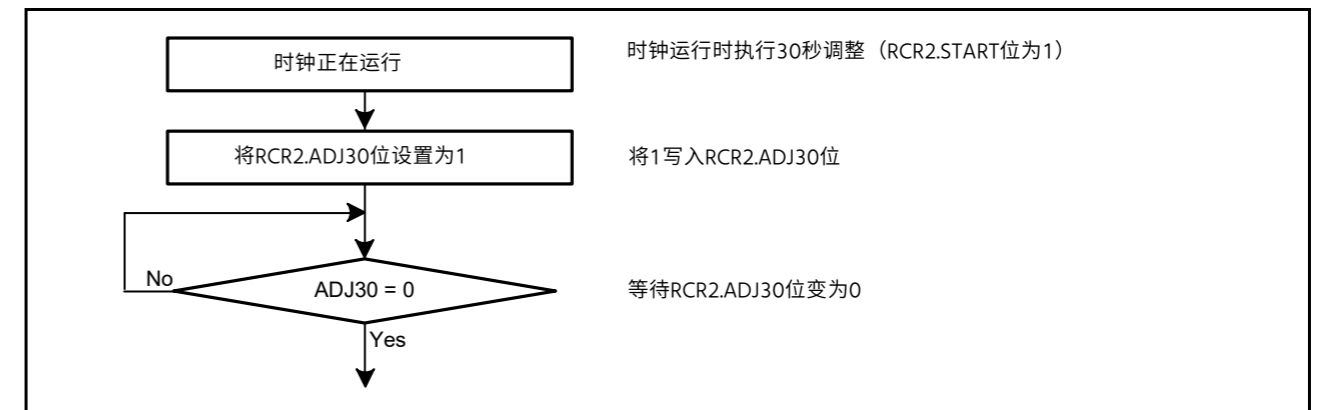 时钟正在运行
时钟运行时执行30秒调整（RCR2.START位为1）
将RCR2.ADJ30位设置为1
将1写入RCR2.ADJ30位
No
ADJ30 = 0
等待RCR2.ADJ30位变为0
Yes